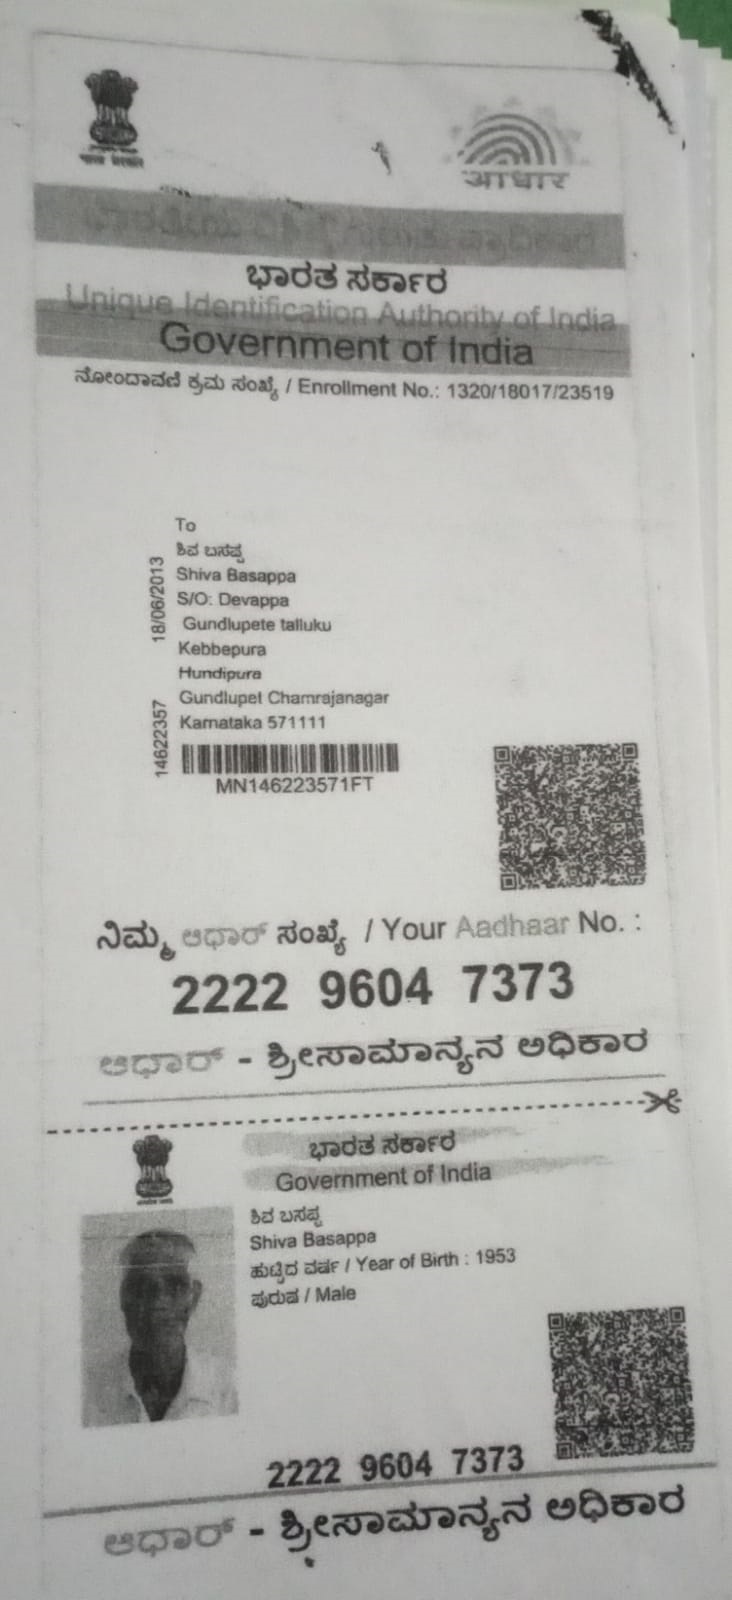 आधार
ಭಾರತ ಸರ್ಕಾರ
Unique Identification Authority of India
Government of India
ನೋಂದಾವಣಿ ಕ್ರಮ ಸಂಖ್ಯೆ / Enrollment No.: 1320/18017/23519
To
ಶಿವ ಬಸಪ್ಪ
Shiva Basappa
S/O: Devappa
Gundlupete talluku
Kebbepura
Hundipura
Gundlupet Chamrajanagar
Karnataka 571111
18/06/2013
14622357
MN146223571FT
ನಿಮ್ಮ ಆಧಾರ್ ಸಂಖ್ಯೆ / Your Aadhaar No. :
2222 9604 7373
ಆಧಾರ್ - ಶ್ರೀಸಾಮಾನ್ಯನ ಅಧಿಕಾರ
ಭಾರತ ಸರ್ಕಾರ
Government of India
ಶಿವ ಬಸಪ್ಪ
Shiva Basappa
ಹುಟ್ಟಿದ ವರ್ಷ / Year of Birth : 1953
ಪುರುಷ / Male
2222 9604 7373
ಆಧಾರ್ - ಶ್ರೀಸಾಮಾನ್ಯನ ಅಧಿಕಾರ